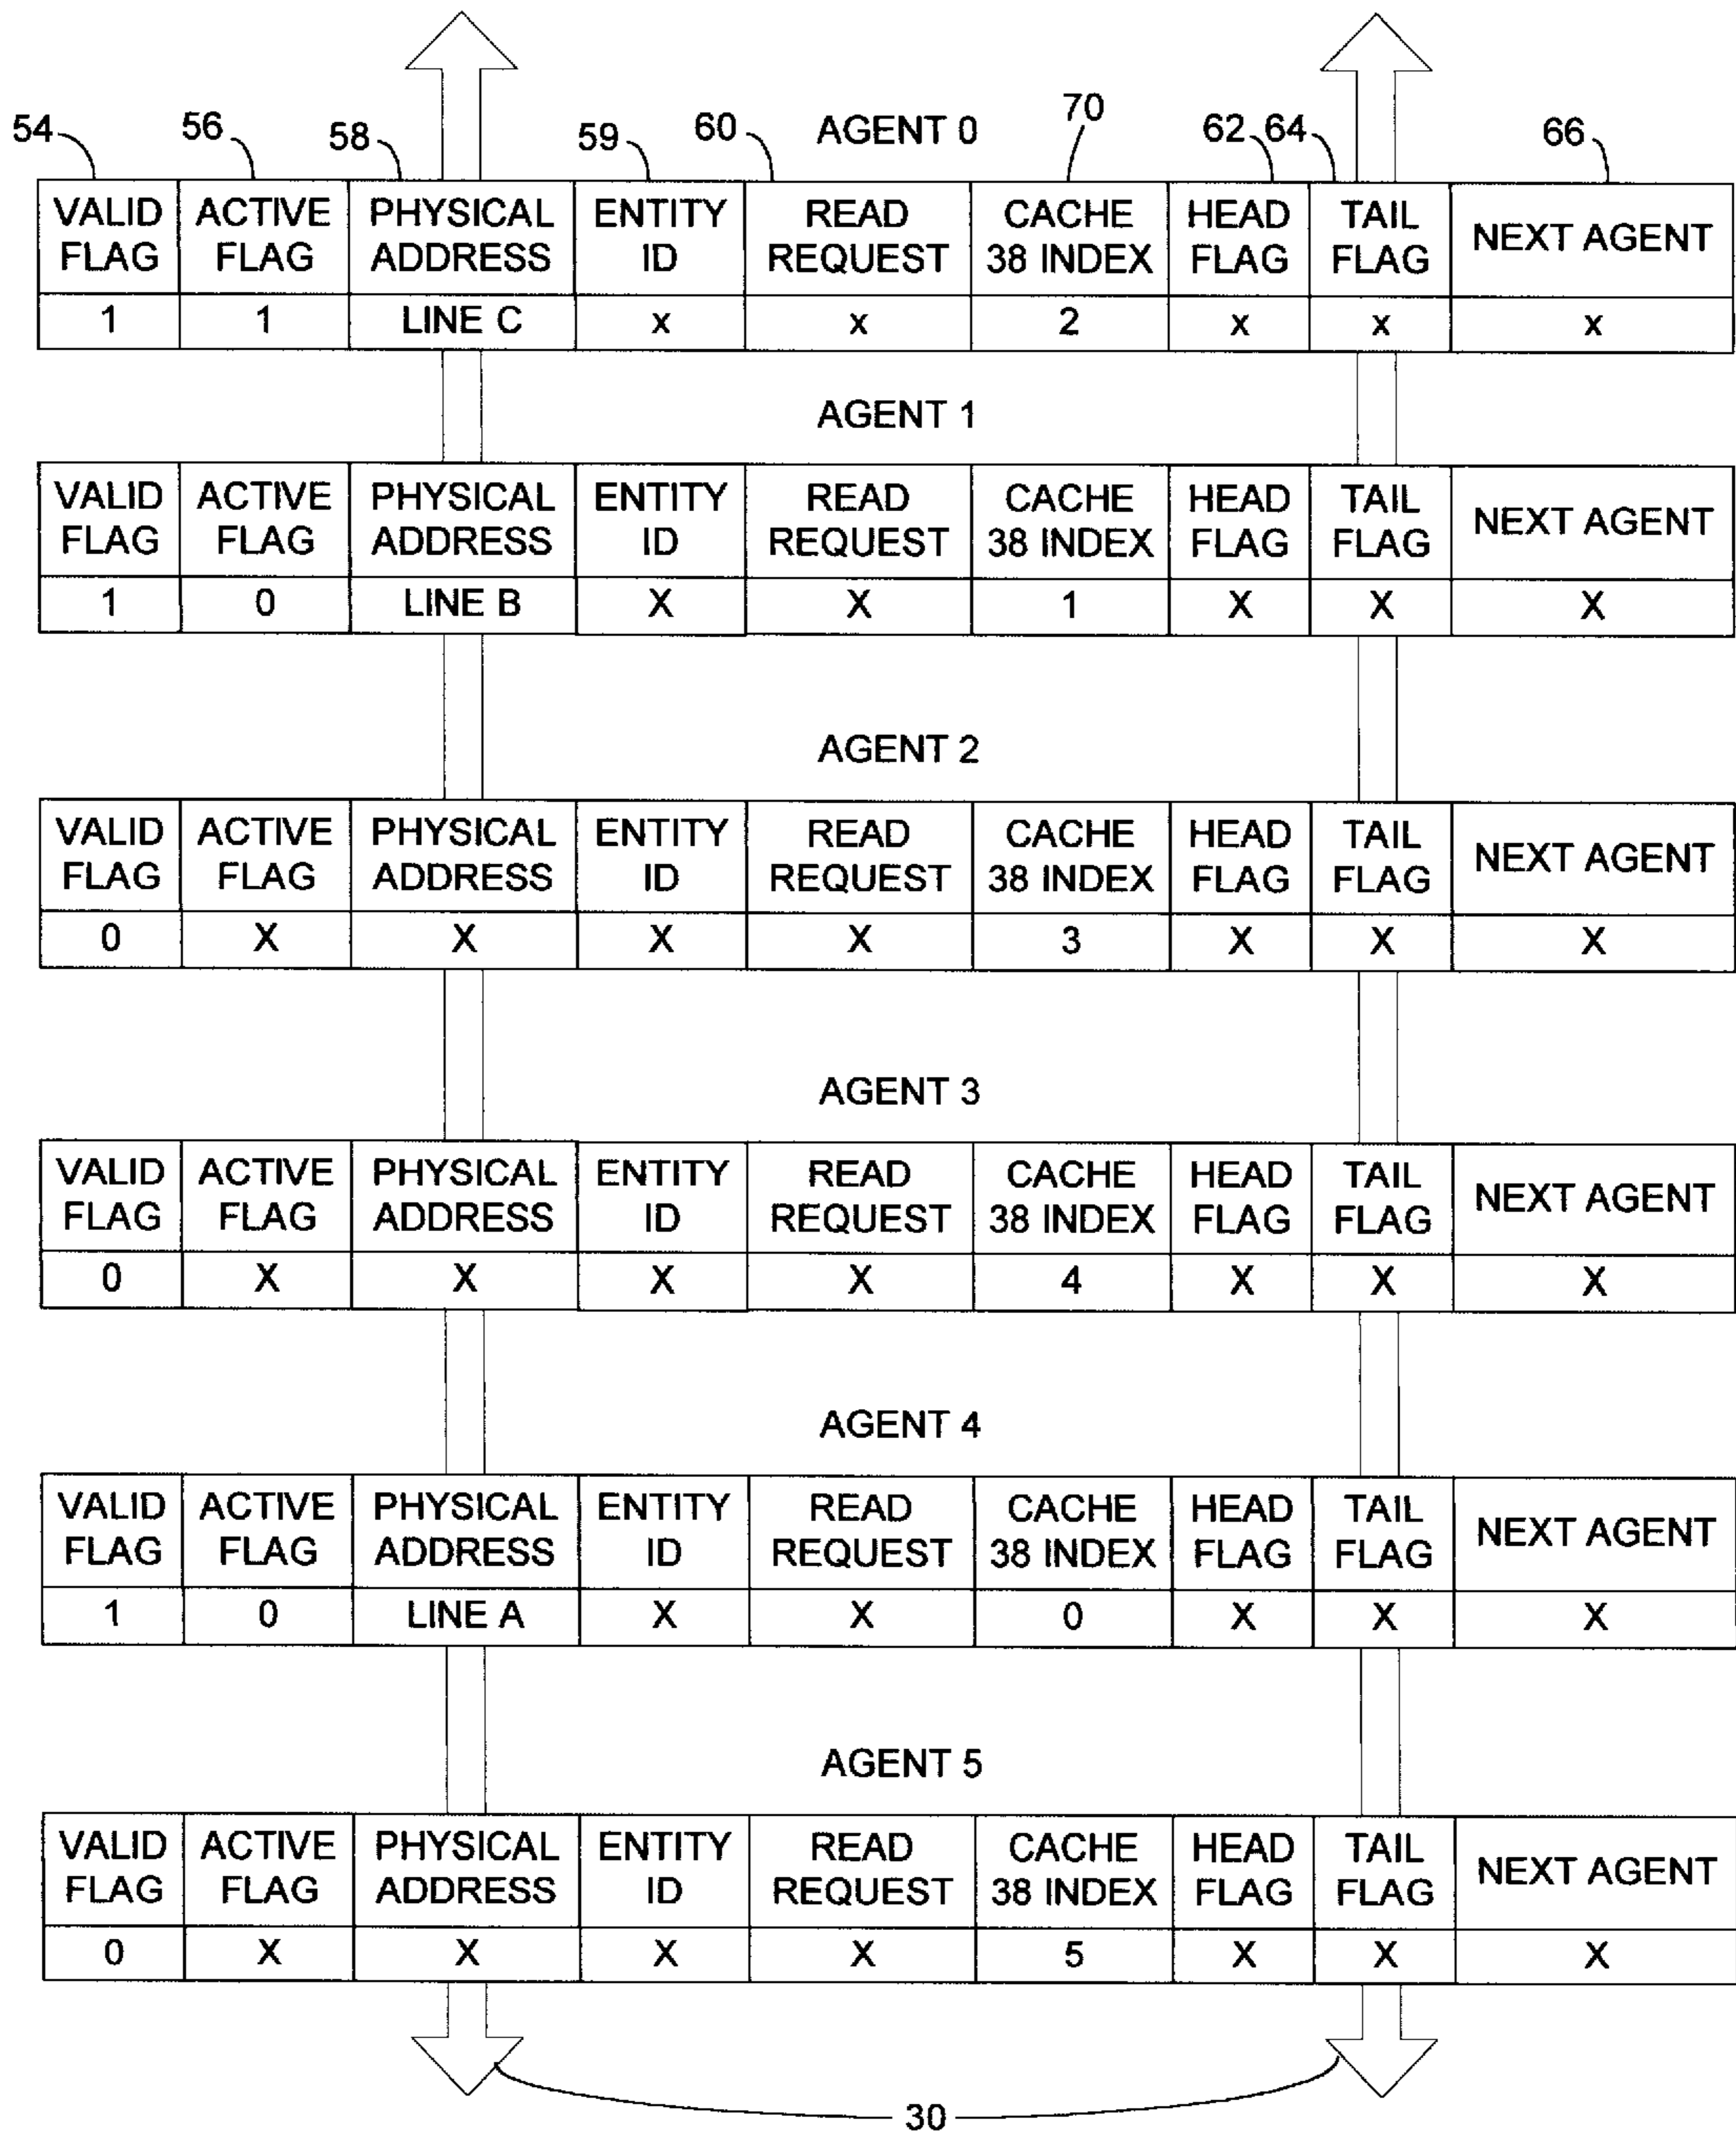 54 56 58 59 60 AGENT 0 70 62 64 66
VALID FLAG ACTIVE FLAG PHYSICAL ADDRESS ENTITY ID READ REQUEST CACHE 38 INDEX HEAD FLAG TAIL FLAG NEXT AGENT
1 1 LINE C x x 2 x x x
AGENT 1
VALID FLAG ACTIVE FLAG PHYSICAL ADDRESS ENTITY ID READ REQUEST CACHE 38 INDEX HEAD FLAG TAIL FLAG NEXT AGENT
1 0 LINE B X X 1 X X X
AGENT 2
VALID FLAG ACTIVE FLAG PHYSICAL ADDRESS ENTITY ID READ REQUEST CACHE 38 INDEX HEAD FLAG TAIL FLAG NEXT AGENT
0 X X X X 3 X X X
AGENT 3
VALID FLAG ACTIVE FLAG PHYSICAL ADDRESS ENTITY ID READ REQUEST CACHE 38 INDEX HEAD FLAG TAIL FLAG NEXT AGENT
0 X X X X 4 X X X
AGENT 4
VALID FLAG ACTIVE FLAG PHYSICAL ADDRESS ENTITY ID READ REQUEST CACHE 38 INDEX HEAD FLAG TAIL FLAG NEXT AGENT
1 0 LINE A X X 0 X X X
AGENT 5
VALID FLAG ACTIVE FLAG PHYSICAL ADDRESS ENTITY ID READ REQUEST CACHE 38 INDEX HEAD FLAG TAIL FLAG NEXT AGENT
0 X X X X 5 X X X
30